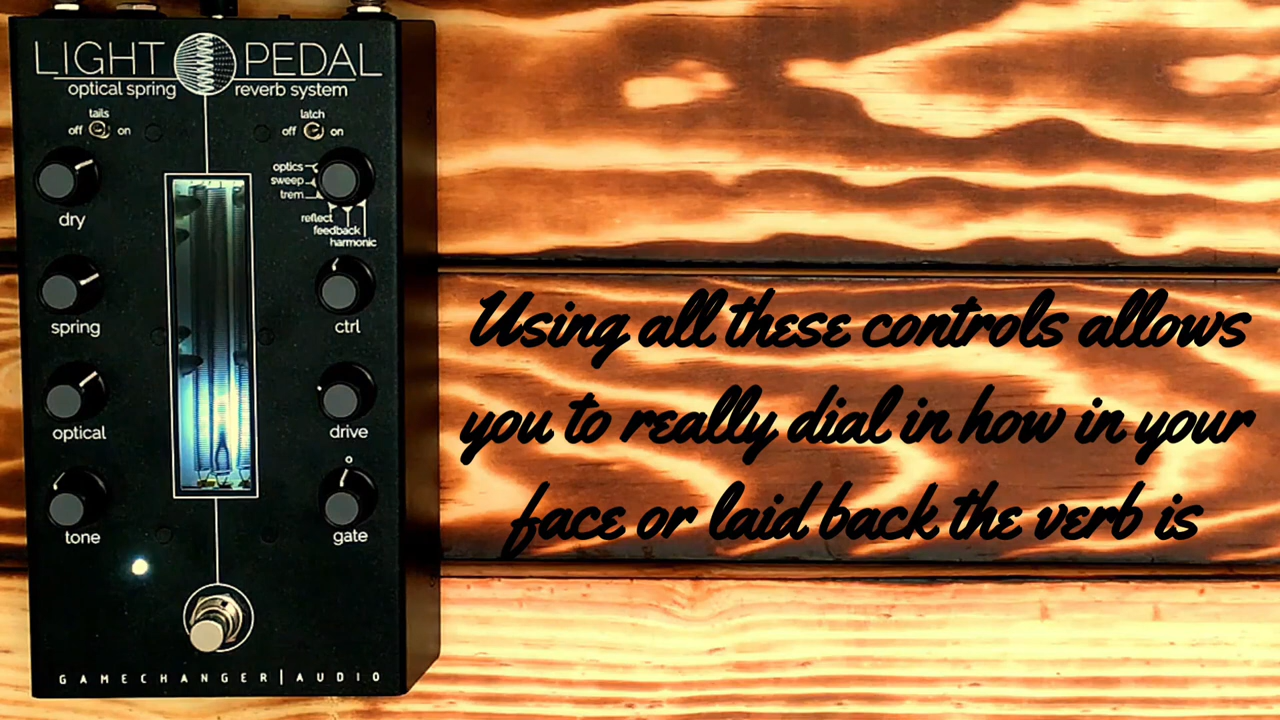 LIGHT PEDAL
optical spring reverb system
tails
off on
latch
off on
dry
optics
sweep
trem
reflect
feedback
harmonic
spring
ctrl
optical
drive
tone
gate
GAMECHANGER | AUDIO
Using all these controls allows
you to really dial in how in your
face or laid back the verb is